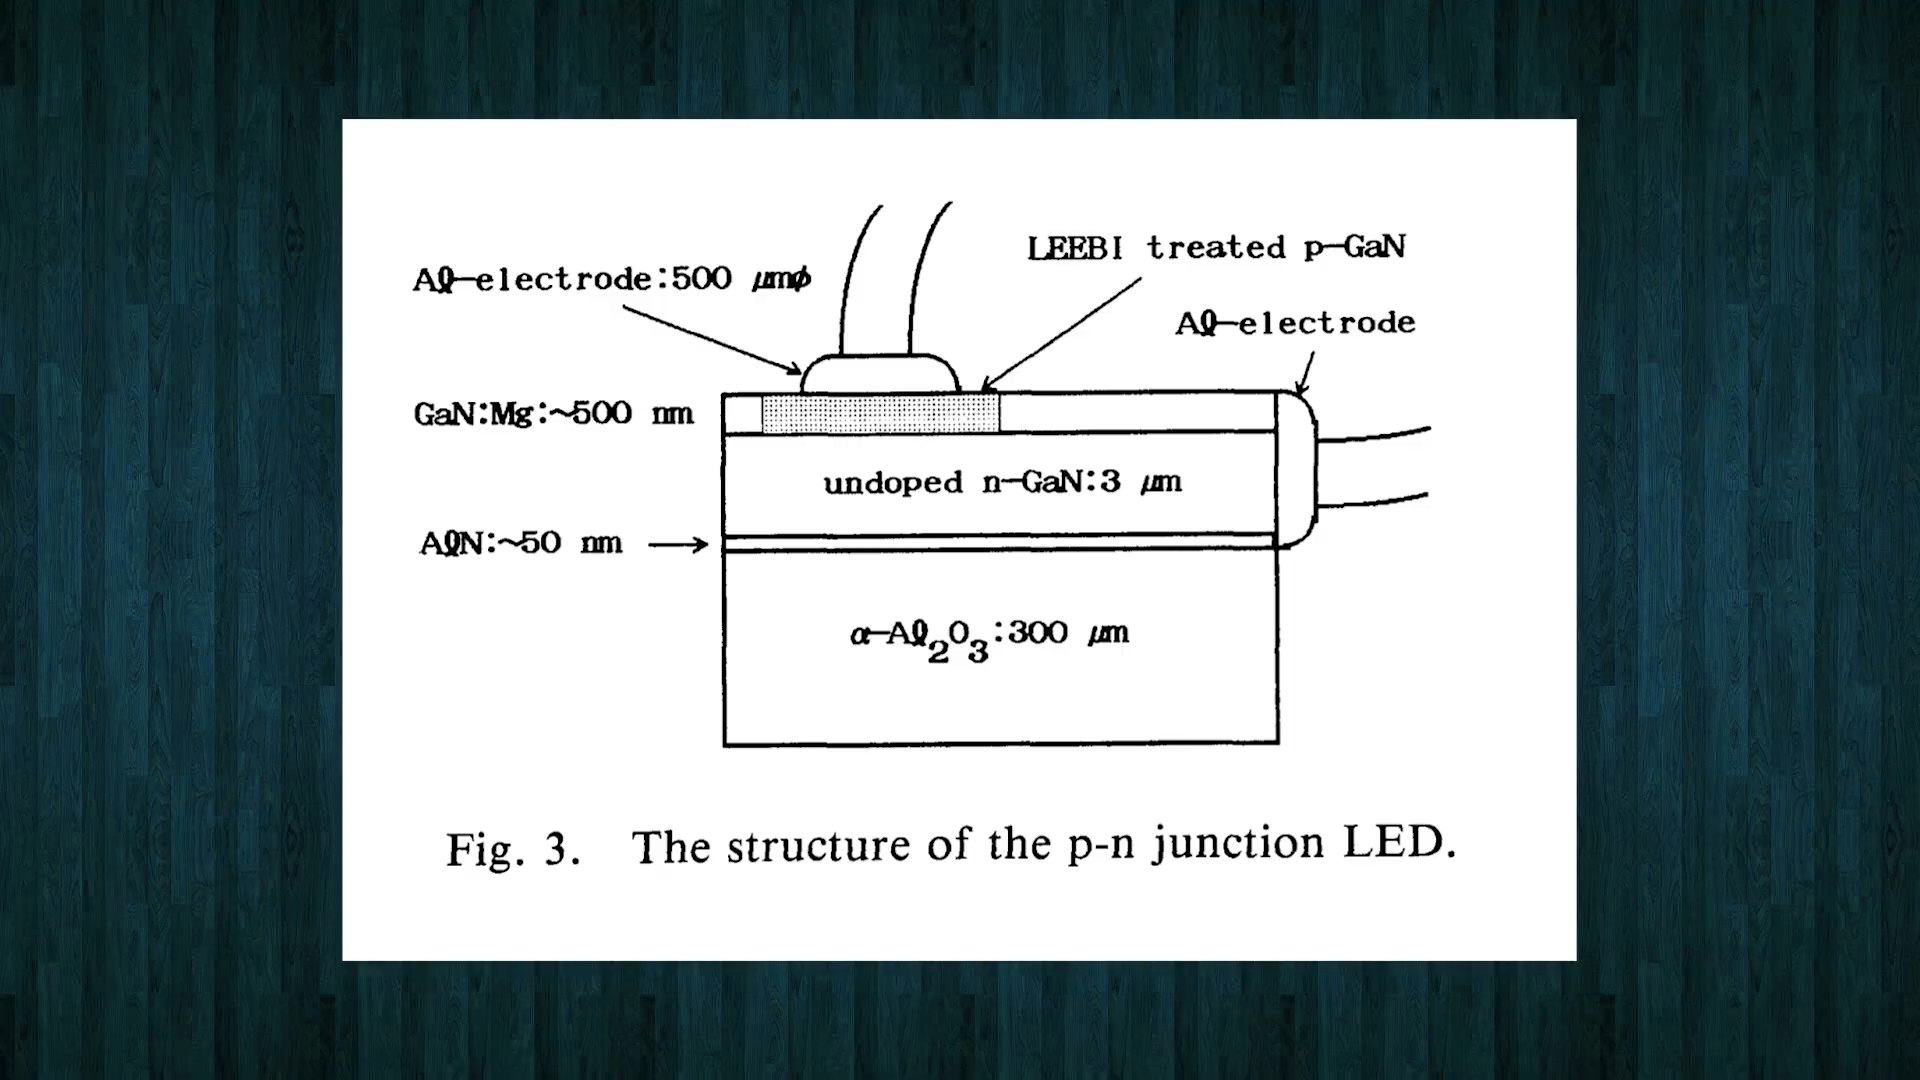 LEEBI treated p-GaN
Aℓ-electrode:500 μmϕ
Aℓ-electrode
GaN:Mg:~500 nm
undoped n-GaN:3 μm
AℓN:~50 nm
α-Aℓ₂O₃:300 μm
Fig. 3. The structure of the p-n junction LED.